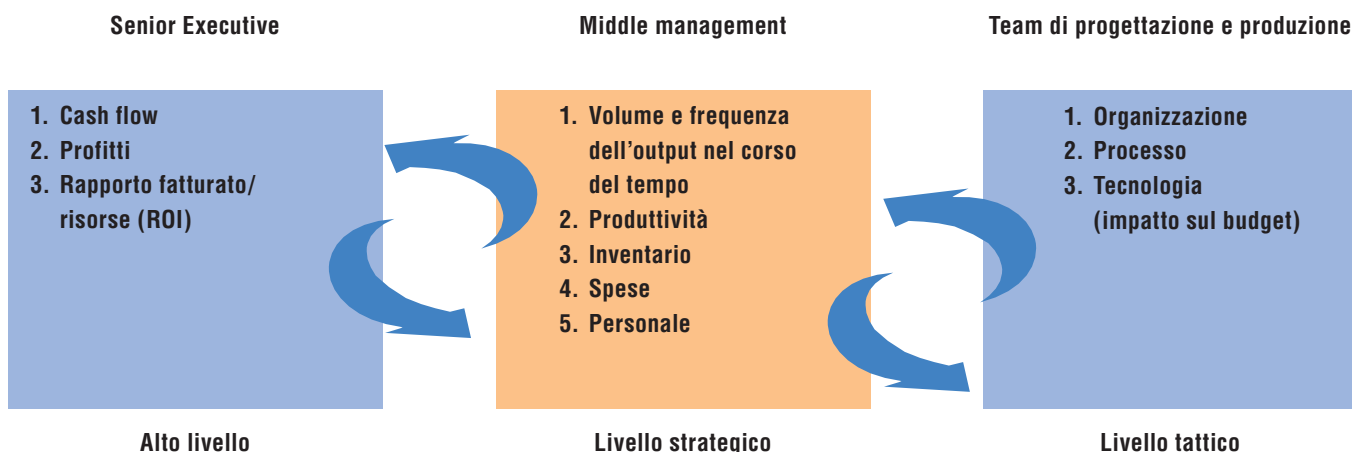 Senior Executive
Middle management
Team di progettazione e produzione
1. Cash flow
2. Profitti
3. Rapporto fatturato/
risorse (ROI)
1. Volume e frequenza
dell’output nel corso
del tempo
2. Produttività
3. Inventario
4. Spese
5. Personale
1. Organizzazione
2. Processo
3. Tecnologia
(impatto sul budget)
Alto livello
Livello strategico
Livello tattico